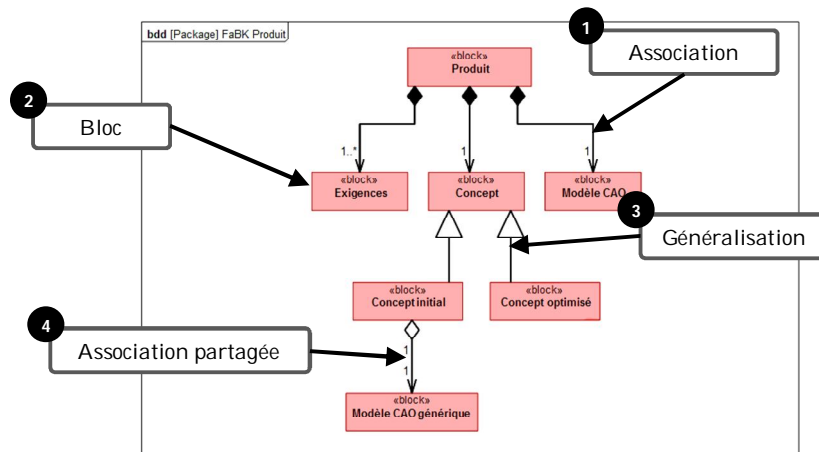 bdd [Package] FaBK Produit
1
Association
«block»
Produit
2
Bloc
1..*
1
1
«block»
Exigences
«block»
Concept
«block»
Modèle CAO
3
Généralisation
«block»
Concept initial
«block»
Concept optimisé
4
Association partagée
1
1
«block»
Modèle CAO générique